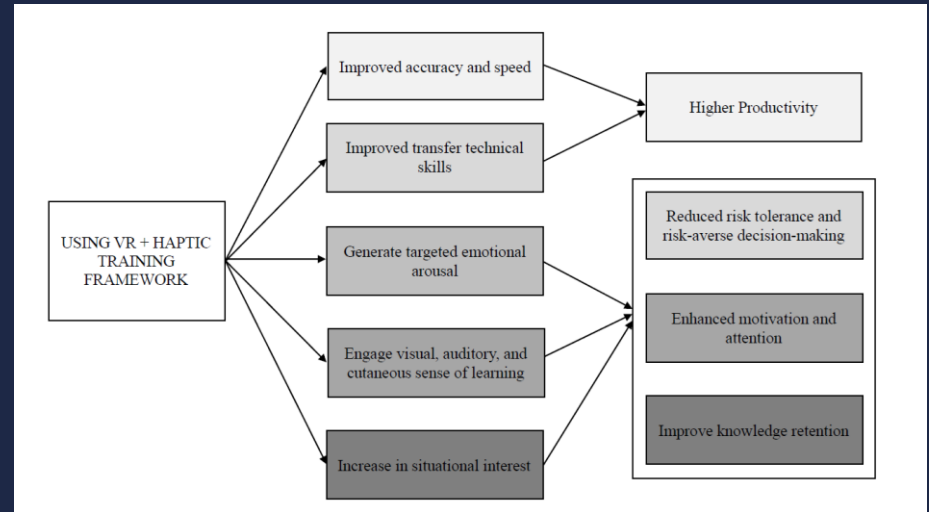 USING VR + HAPTIC
TRAINING
FRAMEWORK
Improved accuracy and speed
Improved transfer technical
skills
Generate targeted emotional
arousal
Engage visual, auditory, and
cutaneous sense of learning
Increase in situational interest
Higher Productivity
Reduced risk tolerance and
risk-averse decision-making
Enhanced motivation and
attention
Improve knowledge retention